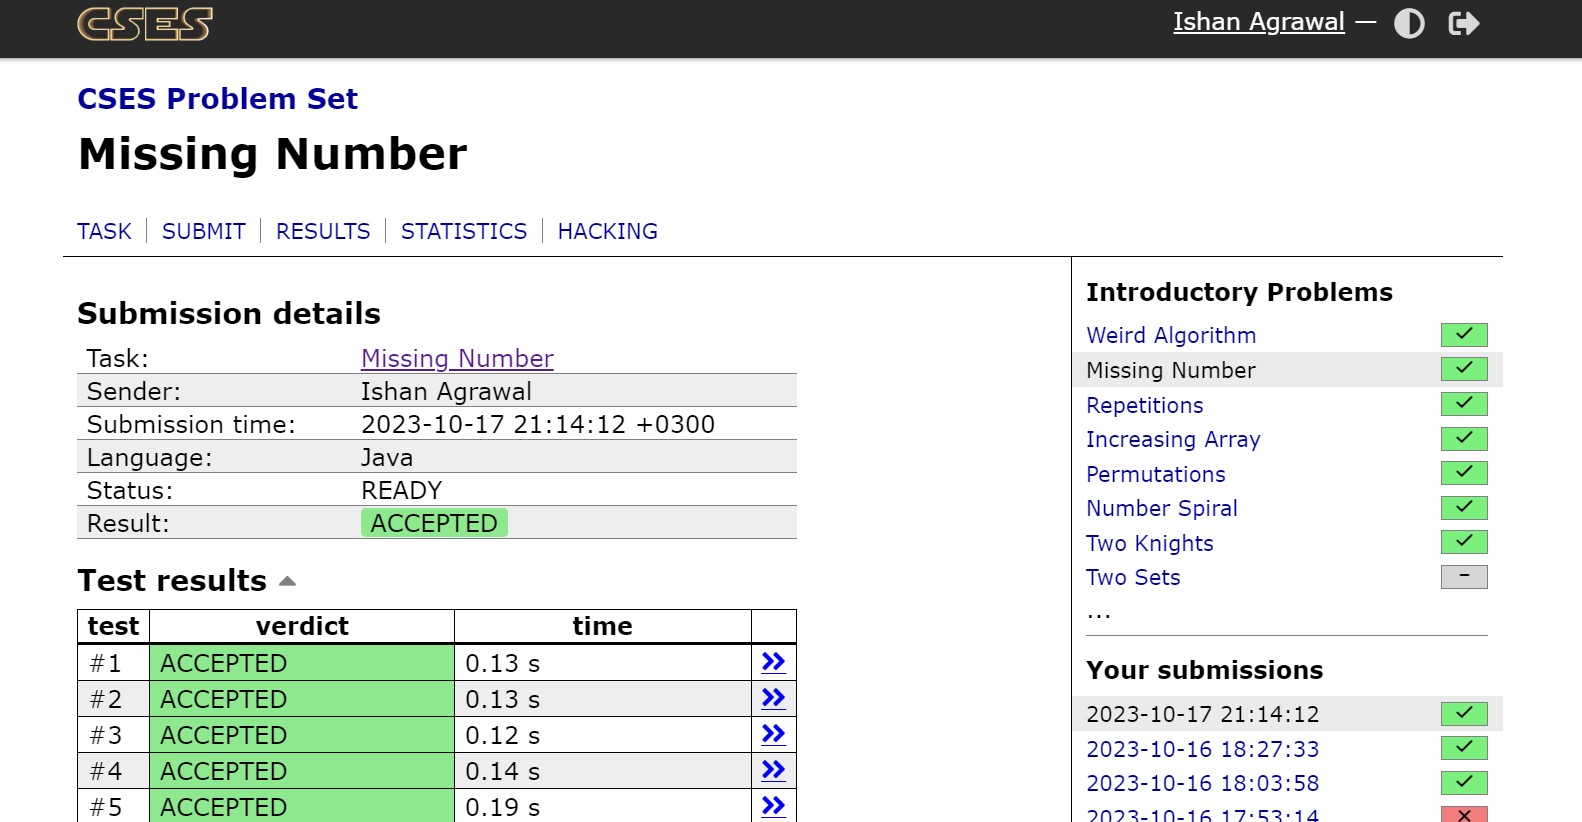 CSES
Ishan Agrawal —
CSES Problem Set
Missing Number
TASK SUBMIT RESULTS STATISTICS HACKING
Submission details
Task: Missing Number
Sender: Ishan Agrawal
Submission time: 2023-10-17 21:14:12 +0300
Language: Java
Status: READY
Result: ACCEPTED
Test results
test verdict time
#1 ACCEPTED 0.13 s
#2 ACCEPTED 0.13 s
#3 ACCEPTED 0.12 s
#4 ACCEPTED 0.14 s
#5 ACCEPTED 0.19 s
Introductory Problems
Weird Algorithm
Missing Number
Repetitions
Increasing Array
Permutations
Number Spiral
Two Knights
Two Sets –
...
Your submissions
2023-10-17 21:14:12
2023-10-16 18:27:33
2023-10-16 18:03:58
2023-10-16 17:53:14